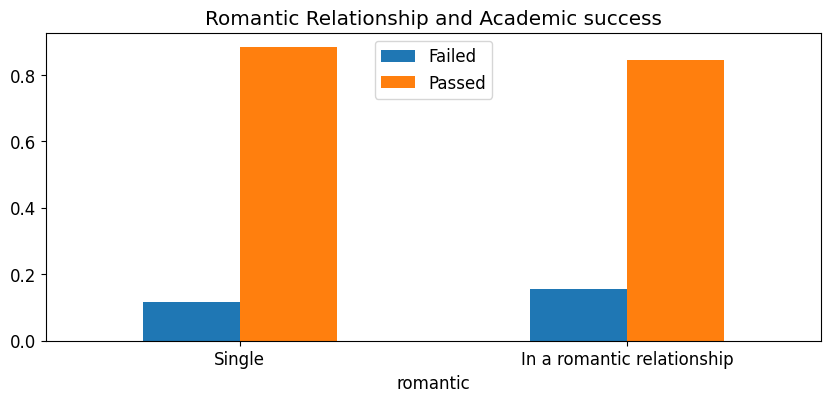 Romantic Relationship and Academic success
Failed
Passed
0.8
0.6
0.4
0.2
0.0
Single
In a romantic relationship
romantic